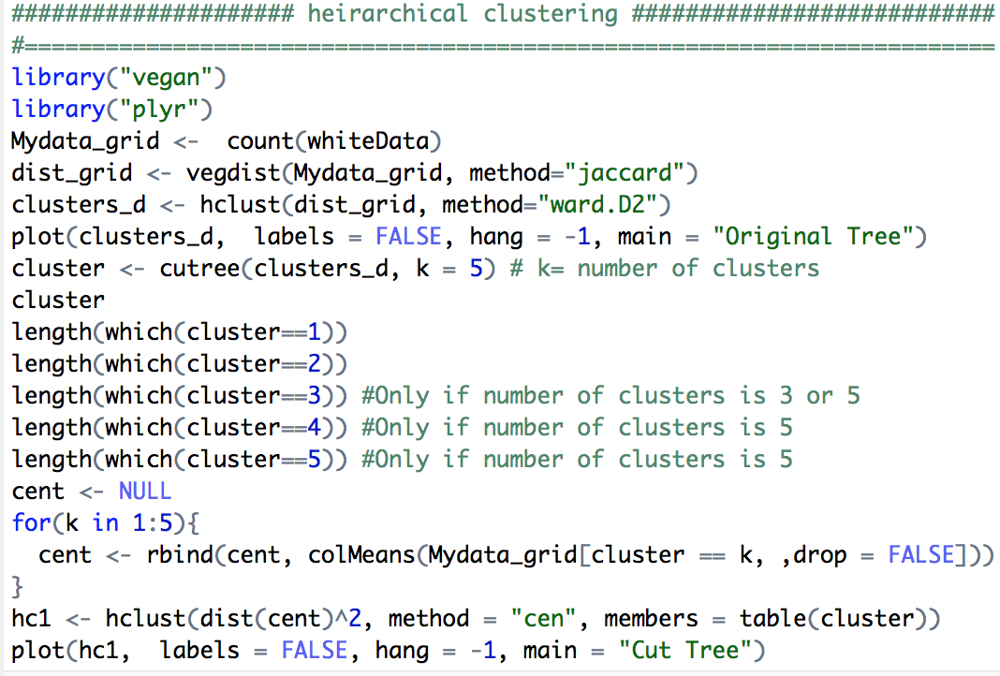 ##################### heirarchical clustering ###########################
#========================================================================
library("vegan")
library("plyr")
Mydata_grid <-  count(whiteData)
dist_grid <- vegdist(Mydata_grid, method="jaccard")
clusters_d <- hclust(dist_grid, method="ward.D2")
plot(clusters_d,  labels = FALSE, hang = -1, main = "Original Tree")
cluster <- cutree(clusters_d, k = 5) # k= number of clusters
cluster
length(which(cluster==1))
length(which(cluster==2))
length(which(cluster==3)) #Only if number of clusters is 3 or 5
length(which(cluster==4)) #Only if number of clusters is 5
length(which(cluster==5)) #Only if number of clusters is 5
cent <- NULL
for(k in 1:5){
  cent <- rbind(cent, colMeans(Mydata_grid[cluster == k, ,drop = FALSE]))
}
hc1 <- hclust(dist(cent)^2, method = "cen", members = table(cluster))
plot(hc1,  labels = FALSE, hang = -1, main = "Cut Tree")